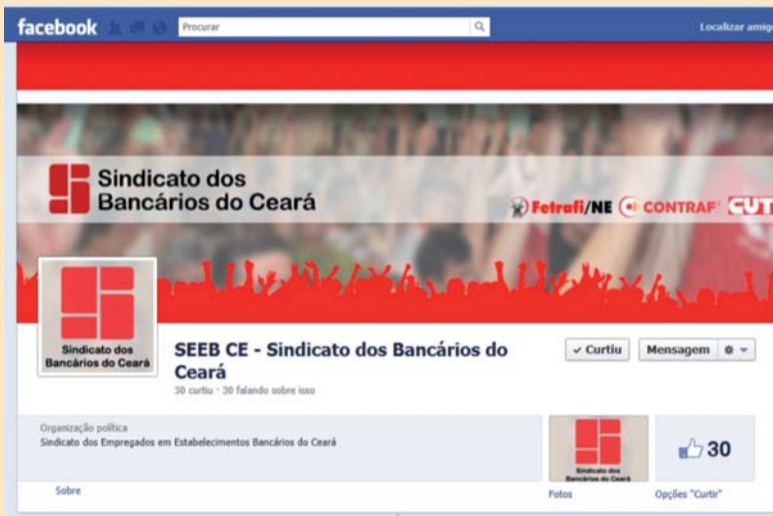 facebook
Procurar
Localizar amig
Sindicato dos
Bancários do Ceará
Fetrafi/NE CONTRAF CUT
Sindicato dos
Bancários do Ceará
SEEB CE - Sindicato dos Bancários do
Ceará
30 curtiu · 30 falando sobre isso
✓ Curtiu
Mensagem
Organização política
Sindicato dos Empregados em Estabelecimentos Bancários do Ceará
Sindicato dos
Bancários do Ceará
30
Sobre
Fotos
Opções "Curtir"